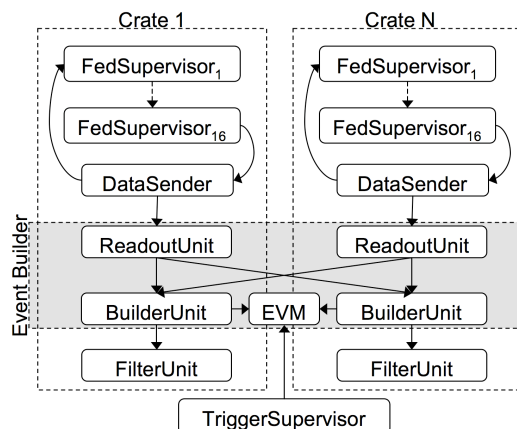 Crate 1
Crate N
FedSupervisor1
FedSupervisor1
FedSupervisor16
FedSupervisor16
DataSender
DataSender
Event Builder
ReadoutUnit
ReadoutUnit
BuilderUnit
EVM
BuilderUnit
FilterUnit
FilterUnit
TriggerSupervisor